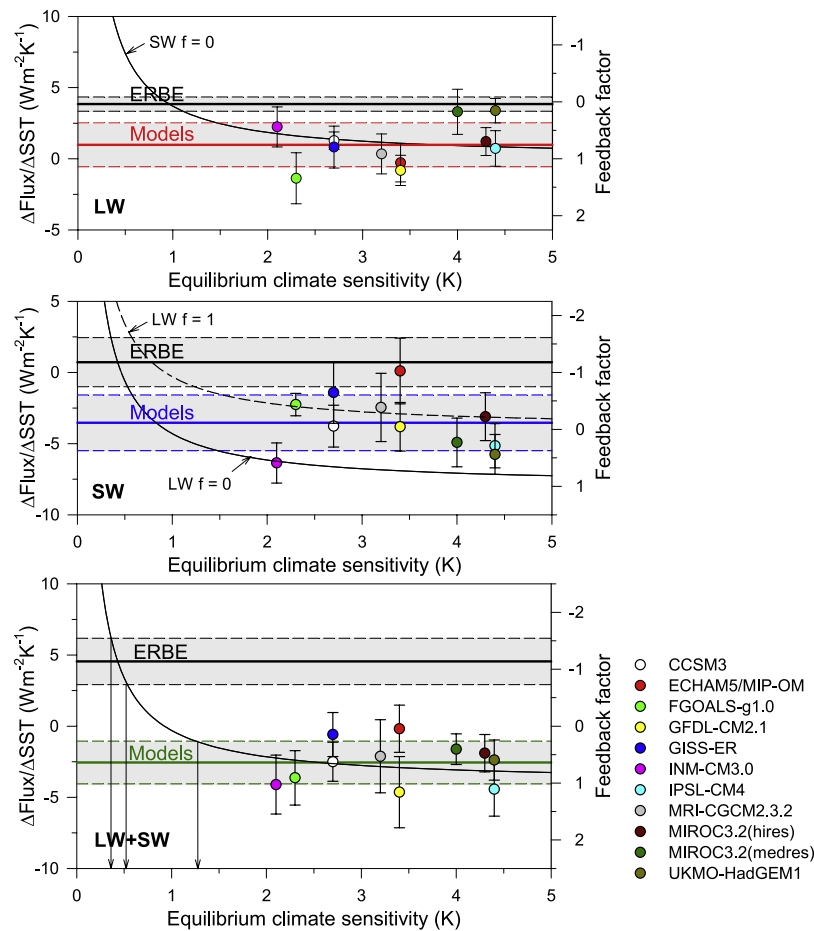 10
5
0
-5
ΔFlux/ΔSST (Wm⁻²K⁻¹)
SW f = 0
ERBE
Models
LW
-1
0
1
2
Feedback factor
0 1 2 3 4 5
Equilibrium climate sensitivity (K)
5
0
-5
-10
ΔFlux/ΔSST (Wm⁻²K⁻¹)
LW f = 1
ERBE
Models
LW f = 0
SW
-2
-1
0
1
Feedback factor
0 1 2 3 4 5
Equilibrium climate sensitivity (K)
10
5
0
-5
-10
ΔFlux/ΔSST (Wm⁻²K⁻¹)
ERBE
Models
LW+SW
-2
-1
0
1
2
Feedback factor
0 1 2 3 4 5
Equilibrium climate sensitivity (K)
CCSM3
ECHAM5/MIP-OM
FGOALS-g1.0
GFDL-CM2.1
GISS-ER
INM-CM3.0
IPSL-CM4
MRI-CGCM2.3.2
MIROC3.2(hires)
MIROC3.2(medres)
UKMO-HadGEM1